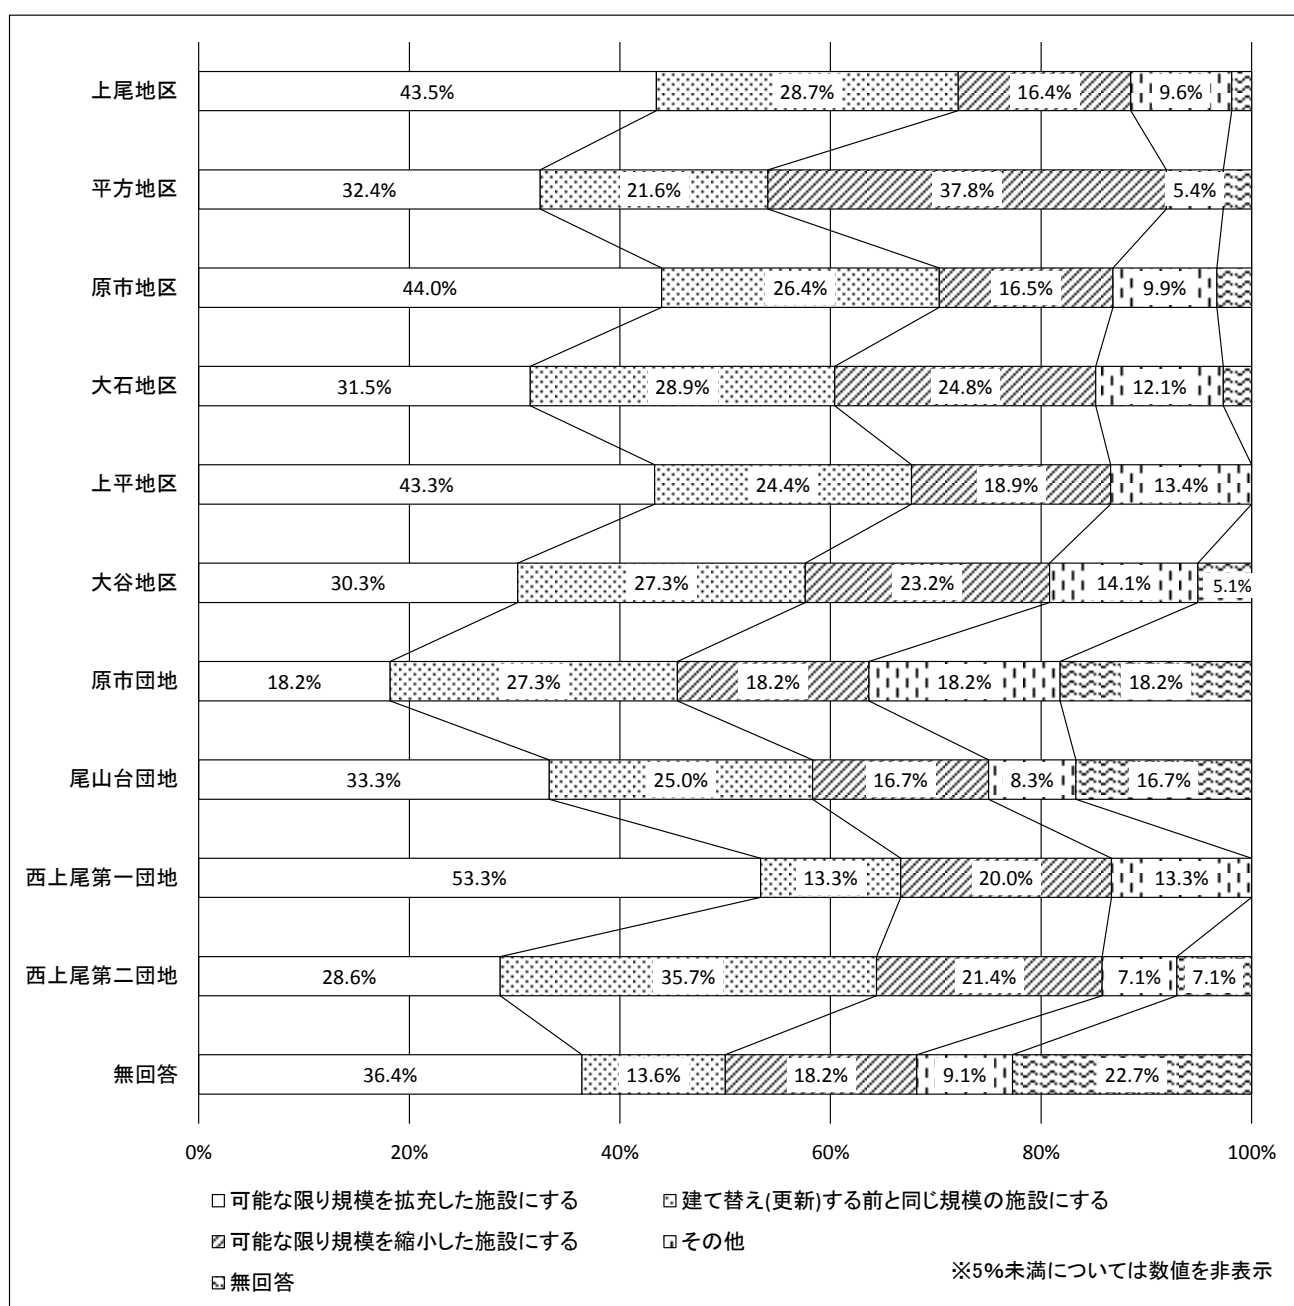 上尾地区 43.5% 28.7% 16.4% 9.6%
平方地区 32.4% 21.6% 37.8% 5.4%
原市地区 44.0% 26.4% 16.5% 9.9%
大石地区 31.5% 28.9% 24.8% 12.1%
上平地区 43.3% 24.4% 18.9% 13.4%
大谷地区 30.3% 27.3% 23.2% 14.1% 5.1%
原市団地 18.2% 27.3% 18.2% 18.2% 18.2%
尾山台団地 33.3% 25.0% 16.7% 8.3% 16.7%
西上尾第一団地 53.3% 13.3% 20.0% 13.3%
西上尾第二団地 28.6% 35.7% 21.4% 7.1% 7.1%
無回答 36.4% 13.6% 18.2% 9.1% 22.7%
0% 20% 40% 60% 80% 100%
可能な限り規模を拡充した施設にする 建て替え(更新)する前と同じ規模の施設にする
可能な限り規模を縮小した施設にする その他
無回答
※5%未満については数値を非表示